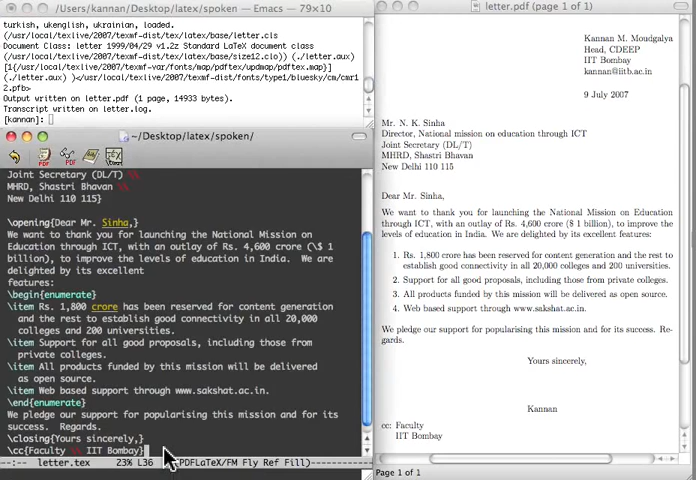 kannan/Desktop/latex/spoken — Emacs — 79×10
turkish, ukenglish, ukrainian, loaded.
(/usr/local/texlive/2007/texmf-dist/tex/latex/base/letter.cls
Document Class: letter 1999/04/29 v1.2z Standard LaTeX document class
(/usr/local/texlive/2007/texmf-dist/tex/latex/base/size12.clo)) (./letter.aux)
[1{/usr/local/texlive/2007/texmf-var/fonts/map/pdftex/updmap/pdftex.map}]
(./letter.aux) )</usr/local/texlive/2007/texmf-dist/fonts/type1/bluesky/cm/cmr1
2.pfb>
Output written on letter.pdf (1 page, 14933 bytes).
Transcript written on letter.log.
[kannan]:
~/Desktop/latex/spoken/
Joint Secretary (DL/T) \\
MHRD, Shastri Bhavan \\
New Delhi 110 115}
\opening{Dear Mr. Sinha,}
We want to thank you for launching the National Mission on
Education through ICT, with an outlay of Rs. 4,600 crore (\$ 1
billion), to improve the levels of education in India. We are
delighted by its excellent
features:
\begin{enumerate}
\item Rs. 1,800 crore has been reserved for content generation
and the rest to establish good connectivity in all 20,000
colleges and 200 universities.
\item Support for all good proposals, including those from
private colleges.
\item All products funded by this mission will be delivered
as open source.
\item Web based support through www.sakshat.ac.in.
\end{enumerate}
We pledge our support for popularising this mission and for its
success. Regards.
\closing{Yours sincerely,}
\cc{Faculty \\ IIT Bombay}
--:-- letter.tex 23% L36 (PDFLaTeX/FM Fly Ref Fill)
letter.pdf (page 1 of 1)
Kannan M. Moudgalya
Head, CDEEP
IIT Bombay
kannan@iitb.ac.in
9 July 2007
Mr. N. K. Sinha
Director, National mission on education through ICT
Joint Secretary (DL/T)
MHRD, Shastri Bhavan
New Delhi 110 115
Dear Mr. Sinha,
We want to thank you for launching the National Mission on Education
through ICT, with an outlay of Rs. 4,600 crore ($ 1 billion), to improve the
levels of education in India. We are delighted by its excellent features:
1. Rs. 1,800 crore has been reserved for content generation and the rest to
establish good connectivity in all 20,000 colleges and 200 universities.
2. Support for all good proposals, including those from private colleges.
3. All products funded by this mission will be delivered as open source.
4. Web based support through www.sakshat.ac.in.
We pledge our support for popularising this mission and for its success. Re-
gards.
Yours sincerely,
Kannan
cc: Faculty
IIT Bombay
Page 1 of 1